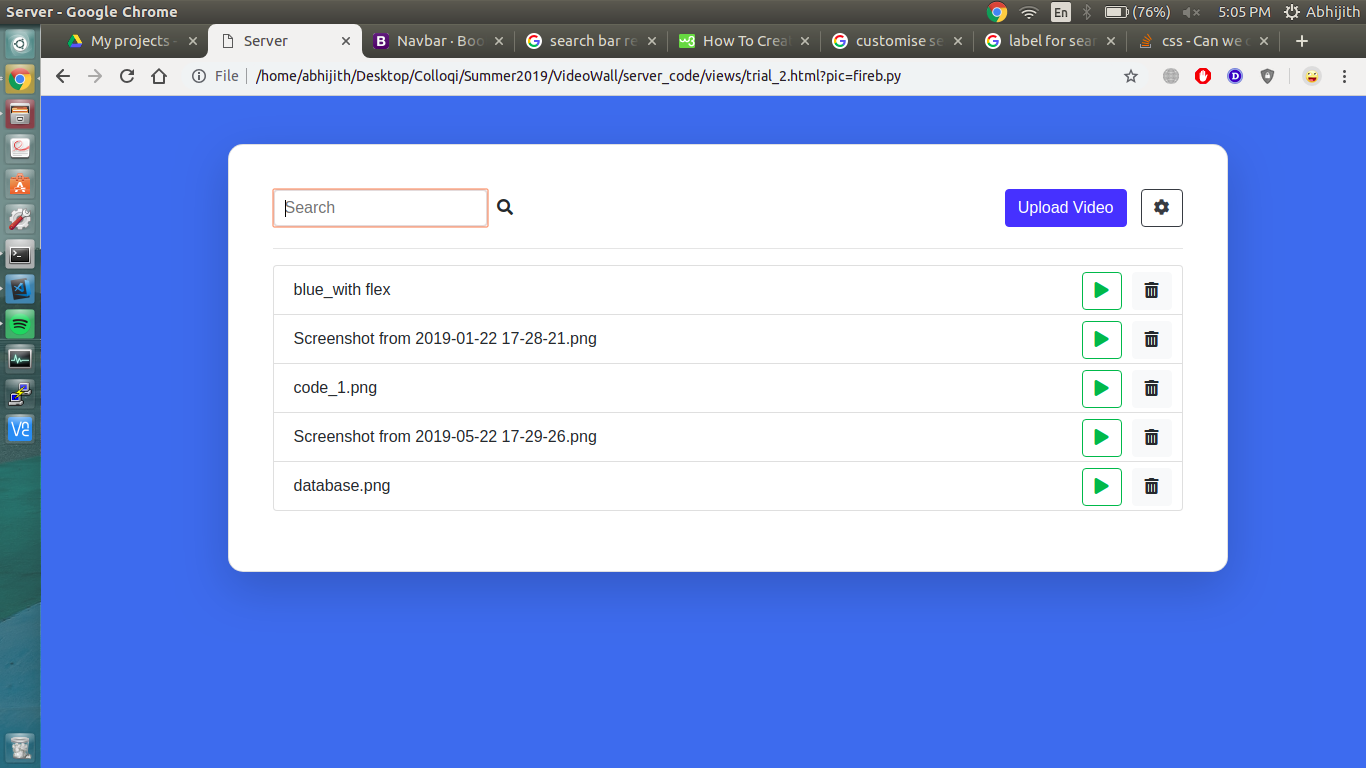 Server - Google Chrome
En
(76%)
5:05 PM
Abhijith
My projects -
Server
Navbar · Boo
search bar re
How To Crea
customise se
label for sear
css - Can we
File
/home/abhijith/Desktop/Colloqi/Summer2019/VideoWall/server_code/views/trial_2.html?pic=fireb.py
Search
Upload Video
blue_with flex
Screenshot from 2019-01-22 17-28-21.png
code_1.png
Screenshot from 2019-05-22 17-29-26.png
database.png